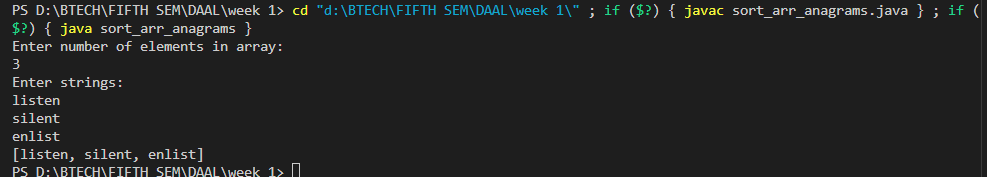 PS D:\BTECH\FIFTH SEM\DAAL\week 1> cd "d:\BTECH\FIFTH SEM\DAAL\week 1\" ; if ($?) { javac sort_arr_anagrams.java } ; if (
$?) { java sort_arr_anagrams }
Enter number of elements in array:
3
Enter strings:
listen
silent
enlist
[listen, silent, enlist]
PS D:\BTECH\FIFTH SEM\DAAL\week 1>